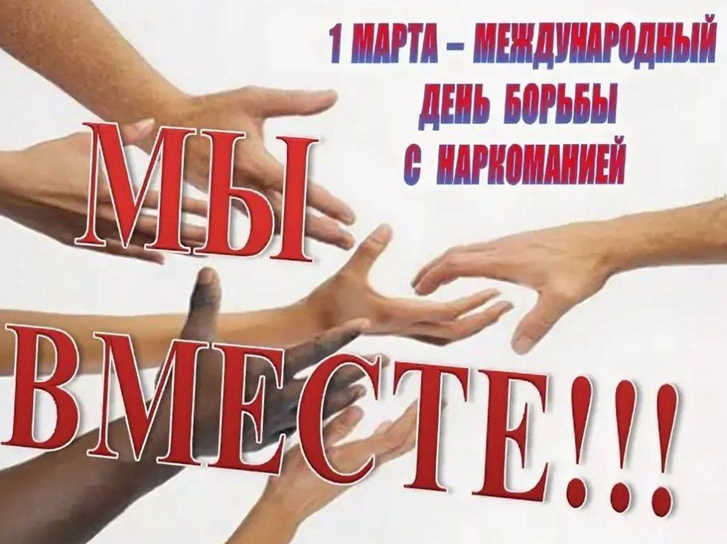 1 МАРТА – МЕЖДУНАРОДНЫЙ
ДЕНЬ БОРЬБЫ
С НАРКОМАНИЕЙ
МЫ
ВМЕСТЕ!!!